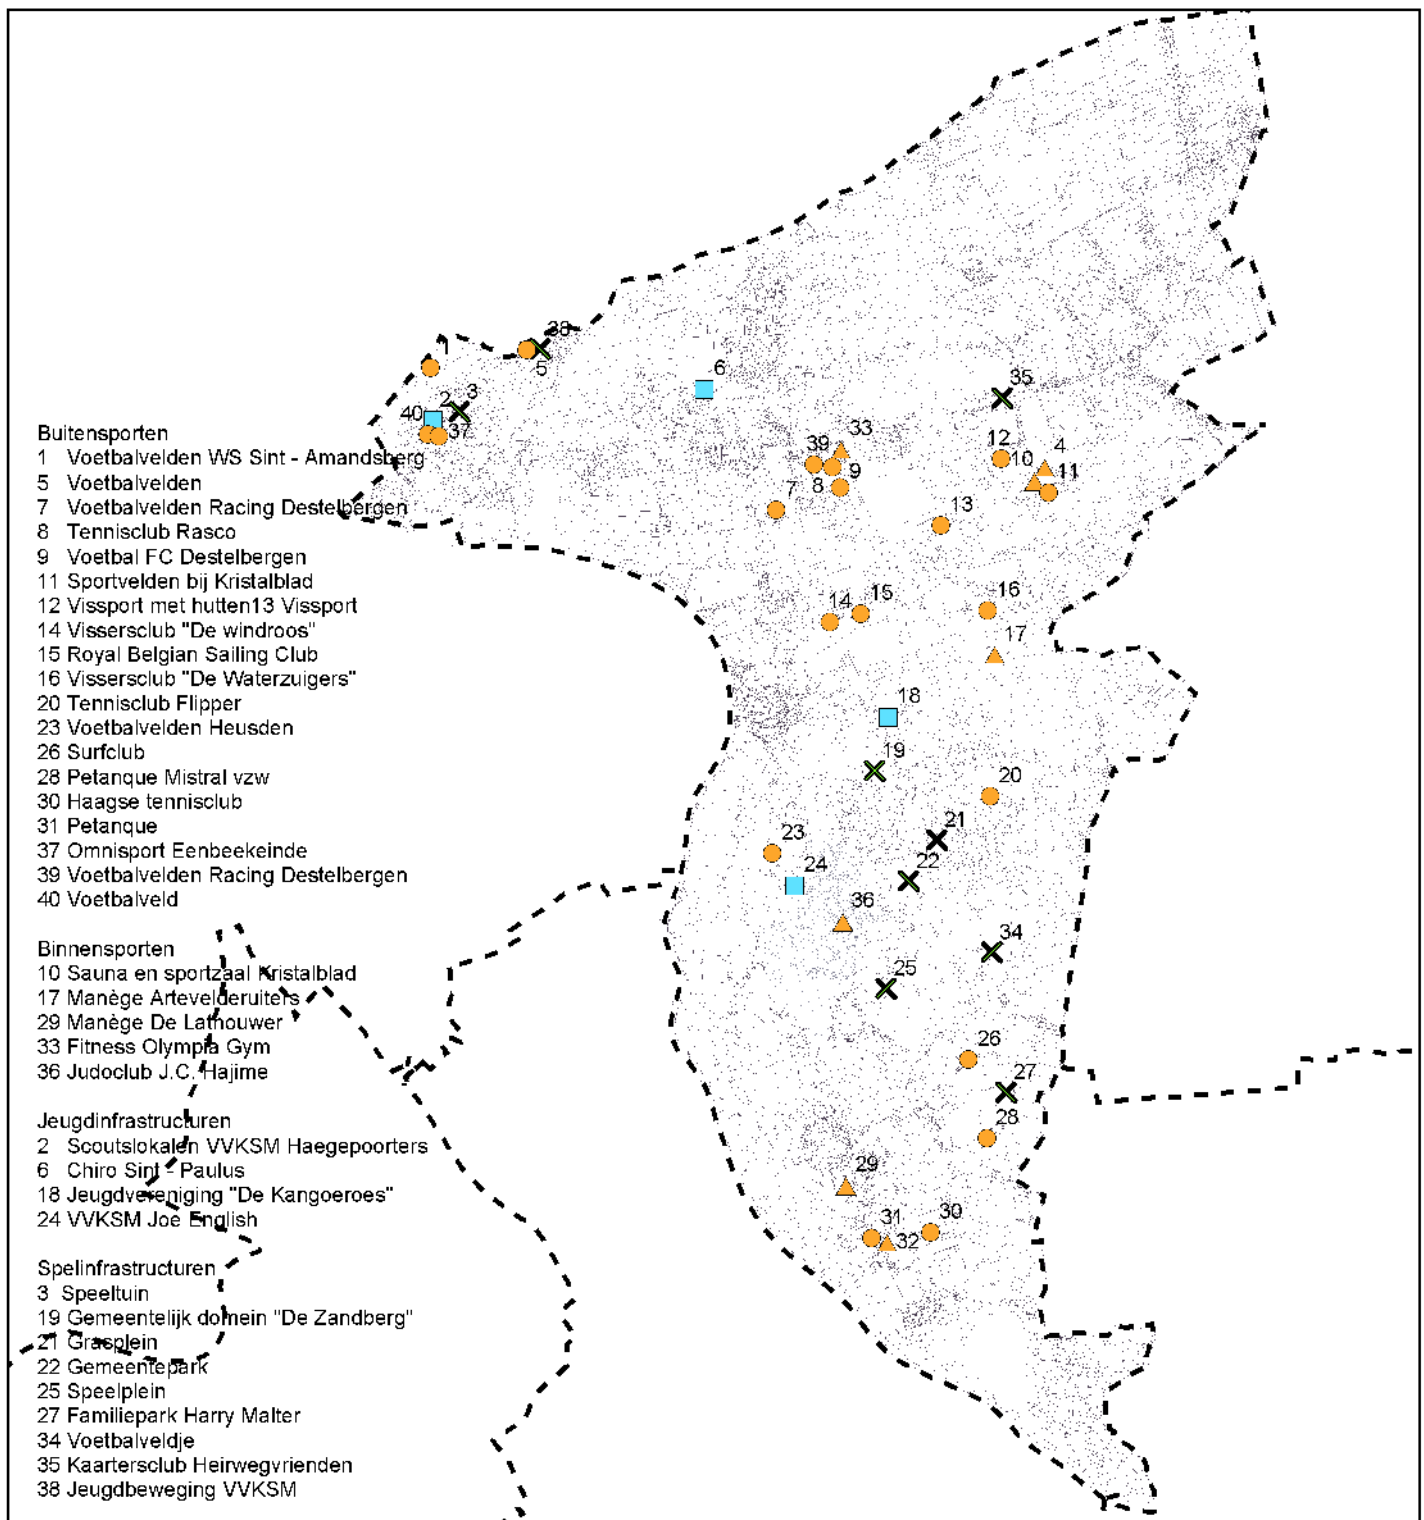 Buitensporten
1 Voetbalvelden WS Sint - Amandsberg
5 Voetbalvelden
7 Voetbalvelden Racing Destelbergen
8 Tennisclub Rasco
9 Voetbal FC Destelbergen
11 Sportvelden bij Kristalblad
12 Vissport met hutten13 Vissport
14 Vissersclub "De windroos"
15 Royal Belgian Sailing Club
16 Vissersclub "De Waterzuigers"
20 Tennisclub Flipper
23 Voetbalvelden Heusden
26 Surfclub
28 Petanque Mistral vzw
30 Haagse tennisclub
31 Petanque
37 Omnisport Eenbeekeinde
39 Voetbalvelden Racing Destelbergen
40 Voetbalveld
Binnensporten
10 Sauna en sportzaal Kristalblad
17 Manège Artevelderuiters
29 Manège De Lathouwer
33 Fitness Olympia Gym
36 Judoclub J.C. Hajime
Jeugdinfrastructuren
2 Scoutslokalen VVKSM Haegepoorters
6 Chiro Sint - Paulus
18 Jeugdvereniging "De Kangoeroes"
24 VVKSM Joe English
Spelinfrastructuren
3 Speeltuin
19 Gemeentelijk domein "De Zandberg"
21 Grasplein
22 Gemeentepark
25 Speelplein
27 Familiepark Harry Malter
34 Voetbalveldje
35 Kaartersclub Heirwegvrienden
38 Jeugdbeweging VVKSM
38
1
5
6
35
2
3
40
37
33
39
12
4
10
9
11
8
7
13
14
15
16
17
18
19
20
21
23
22
24
36
34
25
26
27
28
29
31
30
32